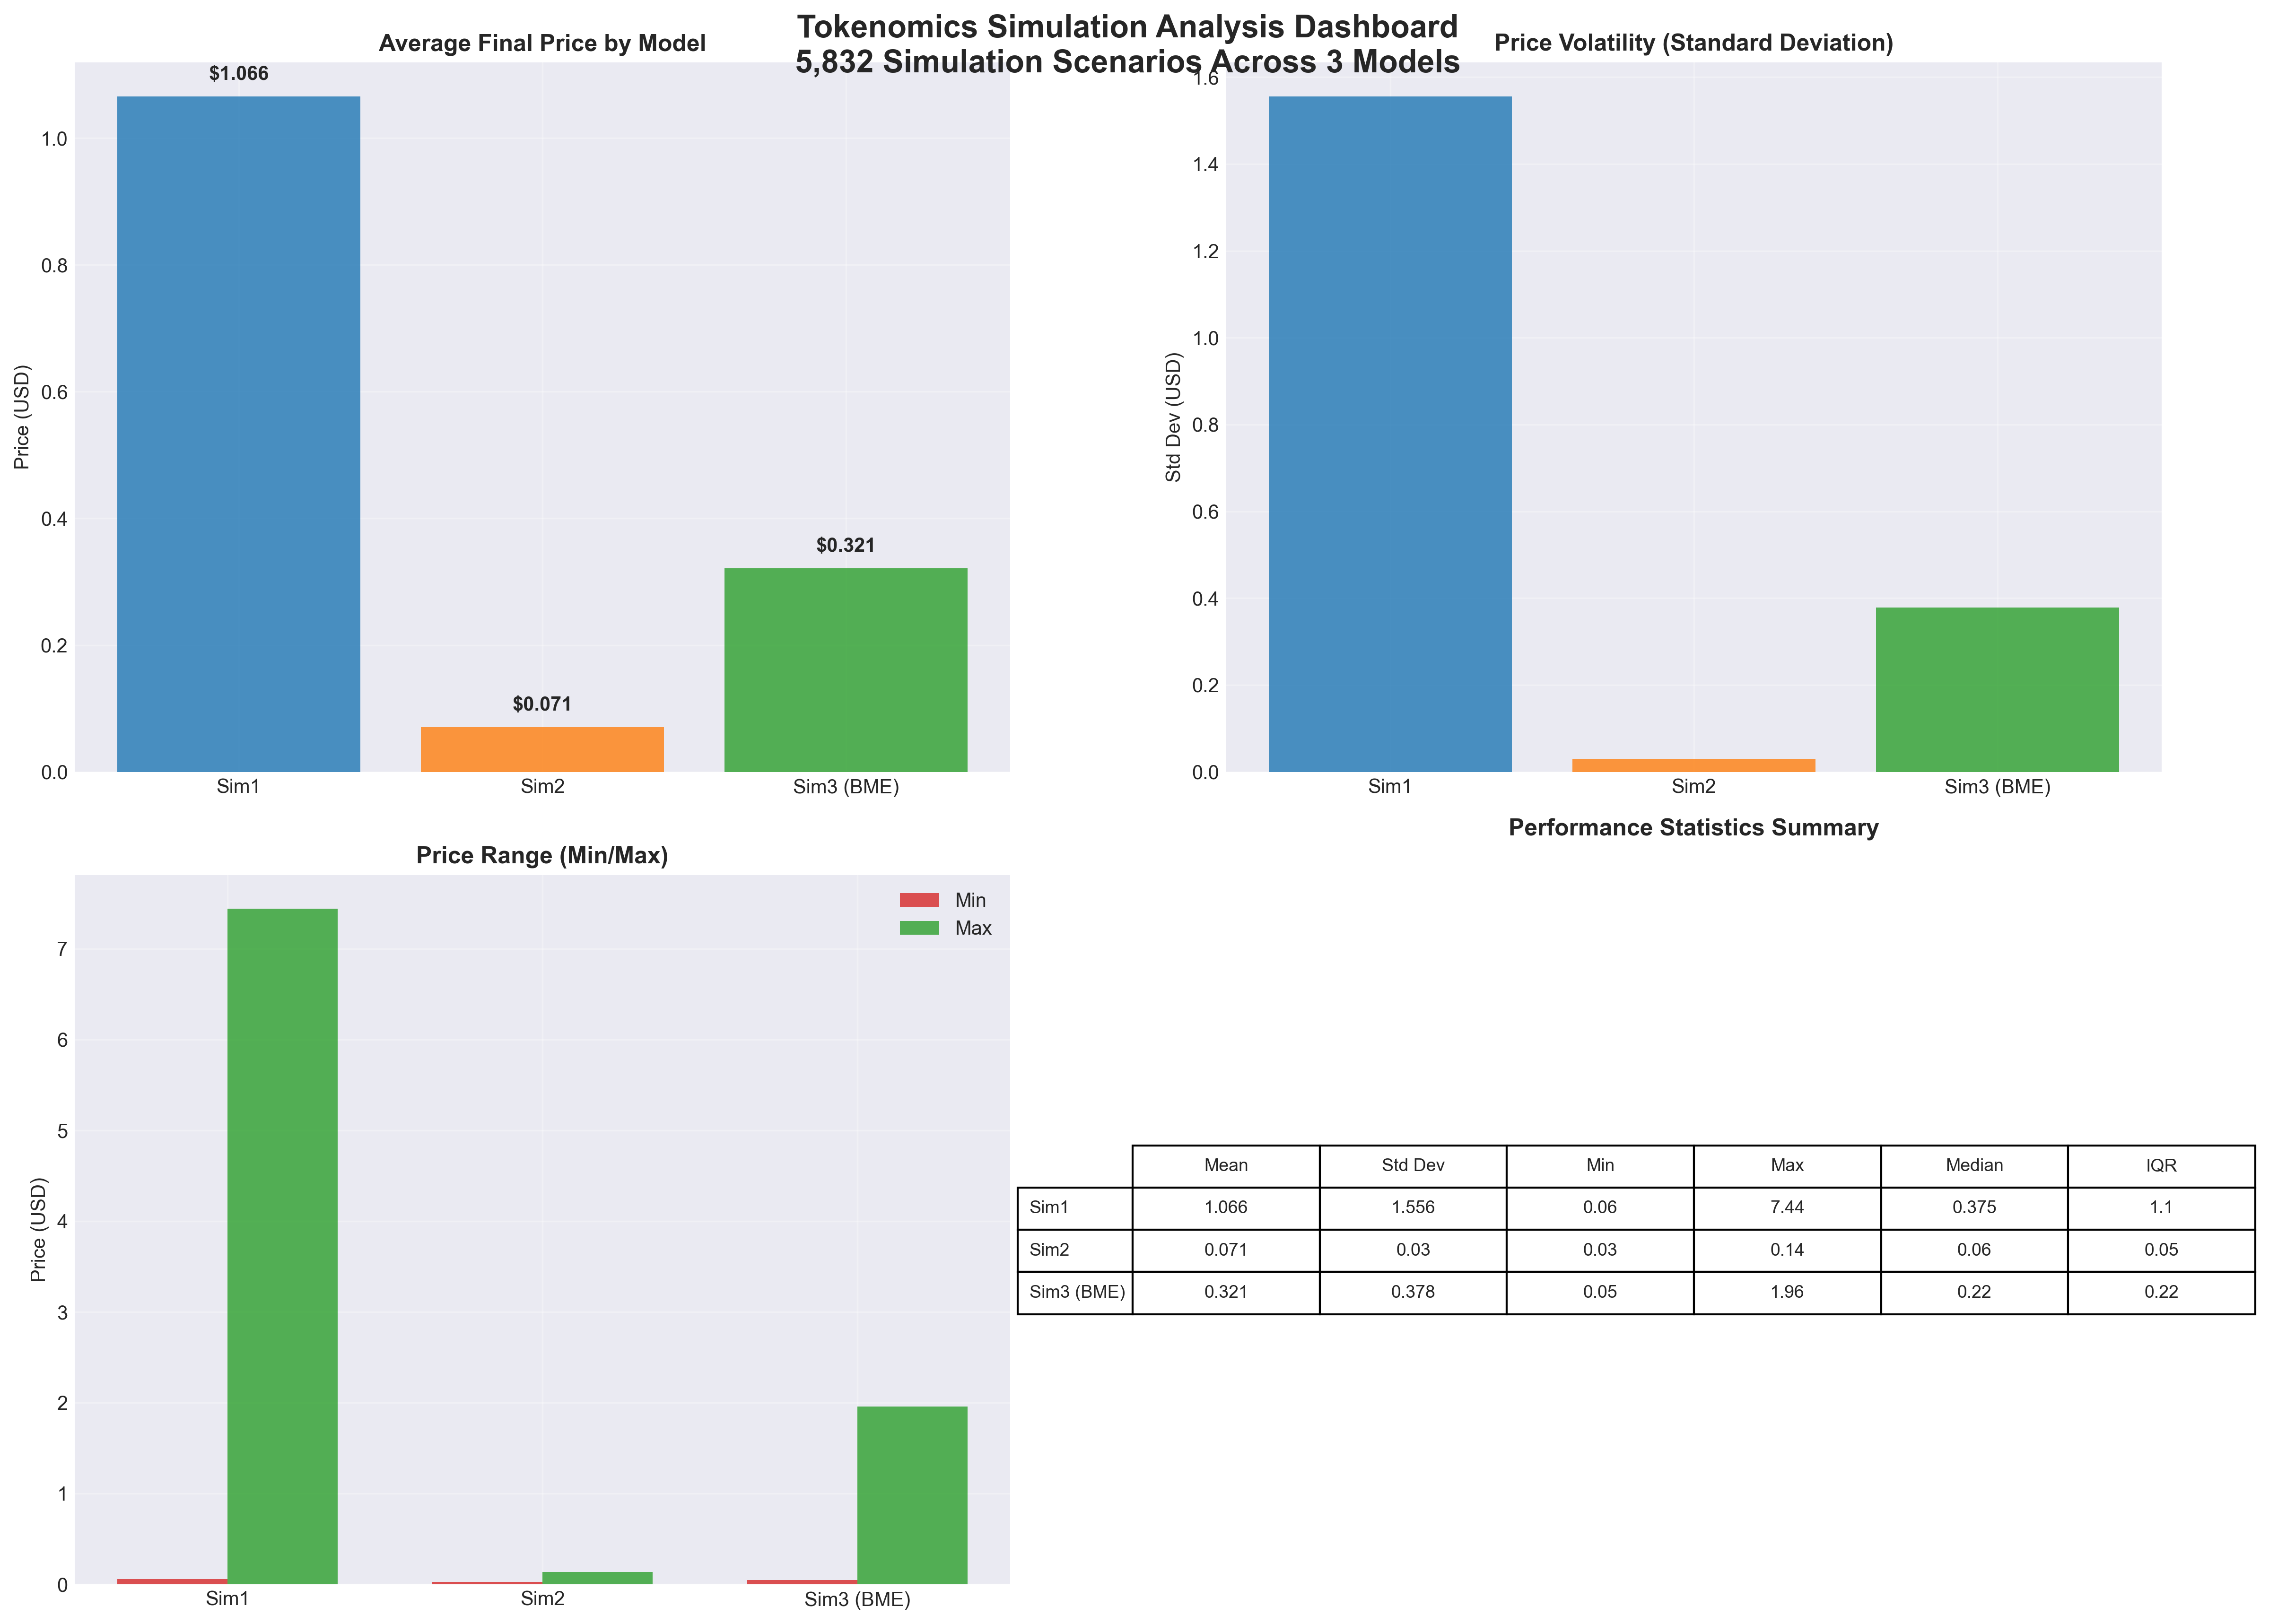 Tokenomics Simulation Analysis Dashboard
5,832 Simulation Scenarios Across 3 Models
Average Final Price by Model
Price (USD)
1.0
0.8
0.6
0.4
0.2
0.0
$1.066
$0.071
$0.321
Sim1
Sim2
Sim3 (BME)
Price Volatility (Standard Deviation)
Std Dev (USD)
1.6
1.4
1.2
1.0
0.8
0.6
0.4
0.2
0.0
Sim1
Sim2
Sim3 (BME)
Price Range (Min/Max)
Price (USD)
7
6
5
4
3
2
1
0
Min
Max
Sim1
Sim2
Sim3 (BME)
Performance Statistics Summary
Mean Std Dev Min Max Median IQR
Sim1 1.066 1.556 0.06 7.44 0.375 1.1
Sim2 0.071 0.03 0.03 0.14 0.06 0.05
Sim3 (BME) 0.321 0.378 0.05 1.96 0.22 0.22